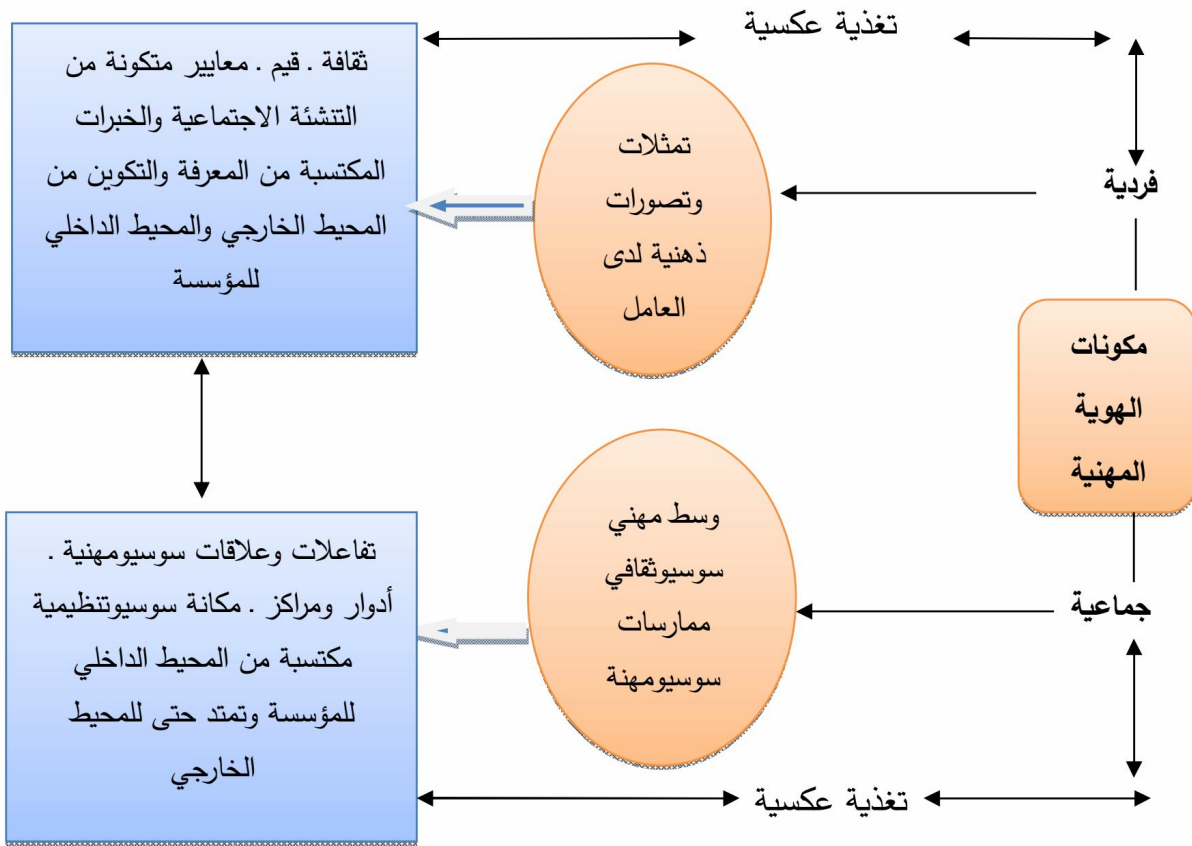 تغذية عكسية
فردية
مكونات
الهوية
المهنية
جماعية
تمثلات
وتصورات
ذهنية لدى
العامل
ثقافة . قيم . معايير متكونة من
التنشئة الاجتماعية والخبرات
المكتسبة من المعرفة والتكوين من
المحيط الخارجي والمحيط الداخلي
للمؤسسة
وسط مهني
سوسيوثقافي
ممارسات
سوسيومهنة
تفاعلات وعلاقات سوسيومهنية .
أدوار ومراكز . مكانة سوسيوتنظيمية
مكتسبة من المحيط الداخلي
للمؤسسة وتمتد حتى للمحيط
الخارجي
تغذية عكسية